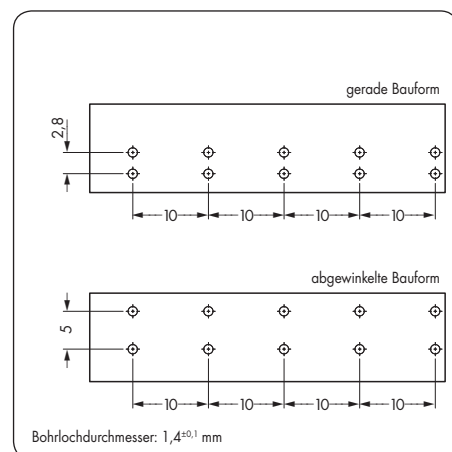 gerade Bauform
2,8
10 10 10 10
abgewinkelte Bauform
5
10 10 10 10
Bohrlochdurchmesser: 1,4±0,1 mm